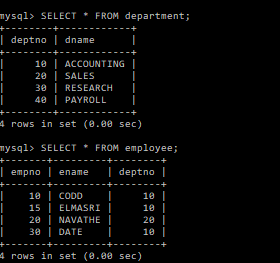 mysql> SELECT * FROM department;
+--------+------------+
| deptno | dname      |
+--------+------------+
|     10 | ACCOUNTING |
|     20 | SALES      |
|     30 | RESEARCH   |
|     40 | PAYROLL    |
+--------+------------+
4 rows in set (0.00 sec)
mysql> SELECT * FROM employee;
+-------+---------+--------+
| empno | ename   | deptno |
+-------+---------+--------+
|    10 | CODD    |     10 |
|    15 | ELMASRI |     10 |
|    20 | NAVATHE |     20 |
|    30 | DATE    |     10 |
+-------+---------+--------+
4 rows in set (0.00 sec)